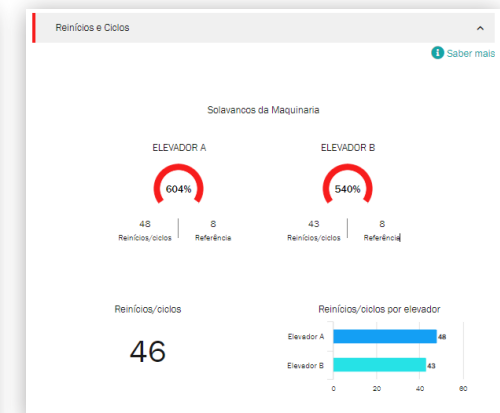 Reinícios e Ciclos
Saber mais
Solavancos da Maquinaria
ELEVADOR A
ELEVADOR B
604%
540%
48 8
43 8
Reinícios/ciclos Referência
Reinícios/ciclos Referência
Reinícios/ciclos
Reinícios/ciclos por elevador
46
Elevador A 48
Elevador B 43
0 20 40 60